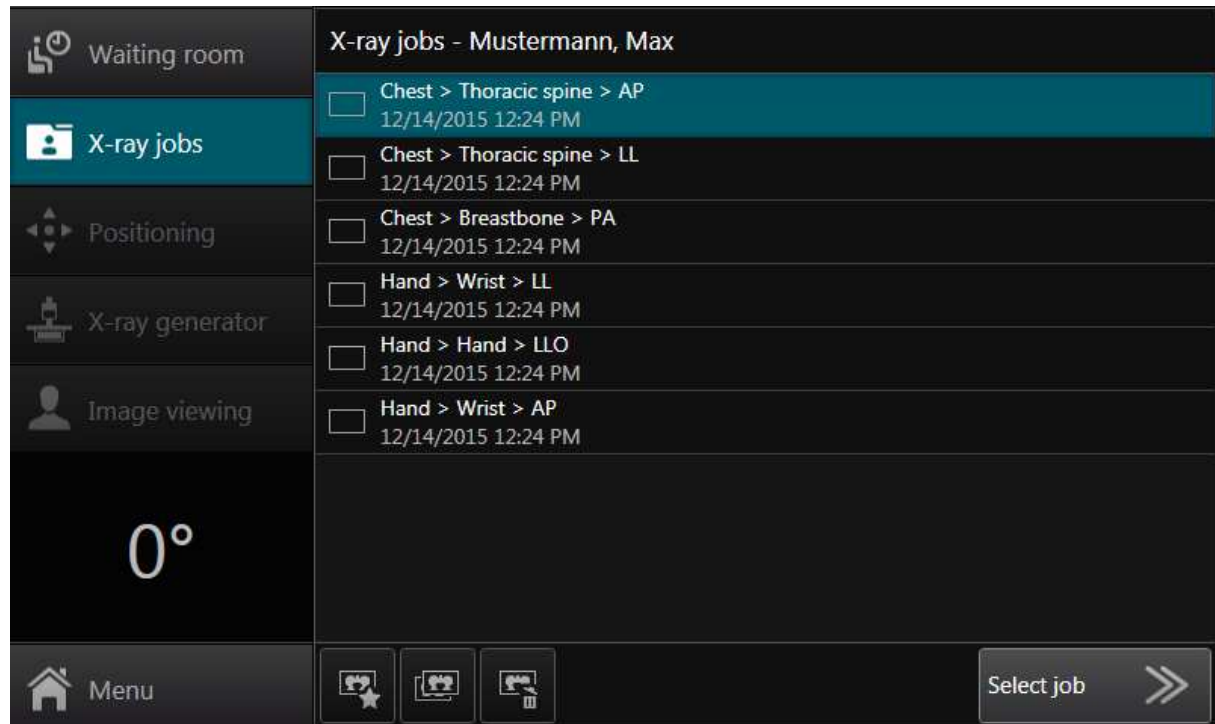 Waiting room
X-ray jobs
Positioning
X-ray generator
Image viewing
0°
Menu
X-ray jobs - Mustermann, Max
Chest > Thoracic spine > AP
12/14/2015 12:24 PM
Chest > Thoracic spine > LL
12/14/2015 12:24 PM
Chest > Breastbone > PA
12/14/2015 12:24 PM
Hand > Wrist > LL
12/14/2015 12:24 PM
Hand > Hand > LLO
12/14/2015 12:24 PM
Hand > Wrist > AP
12/14/2015 12:24 PM
Select job